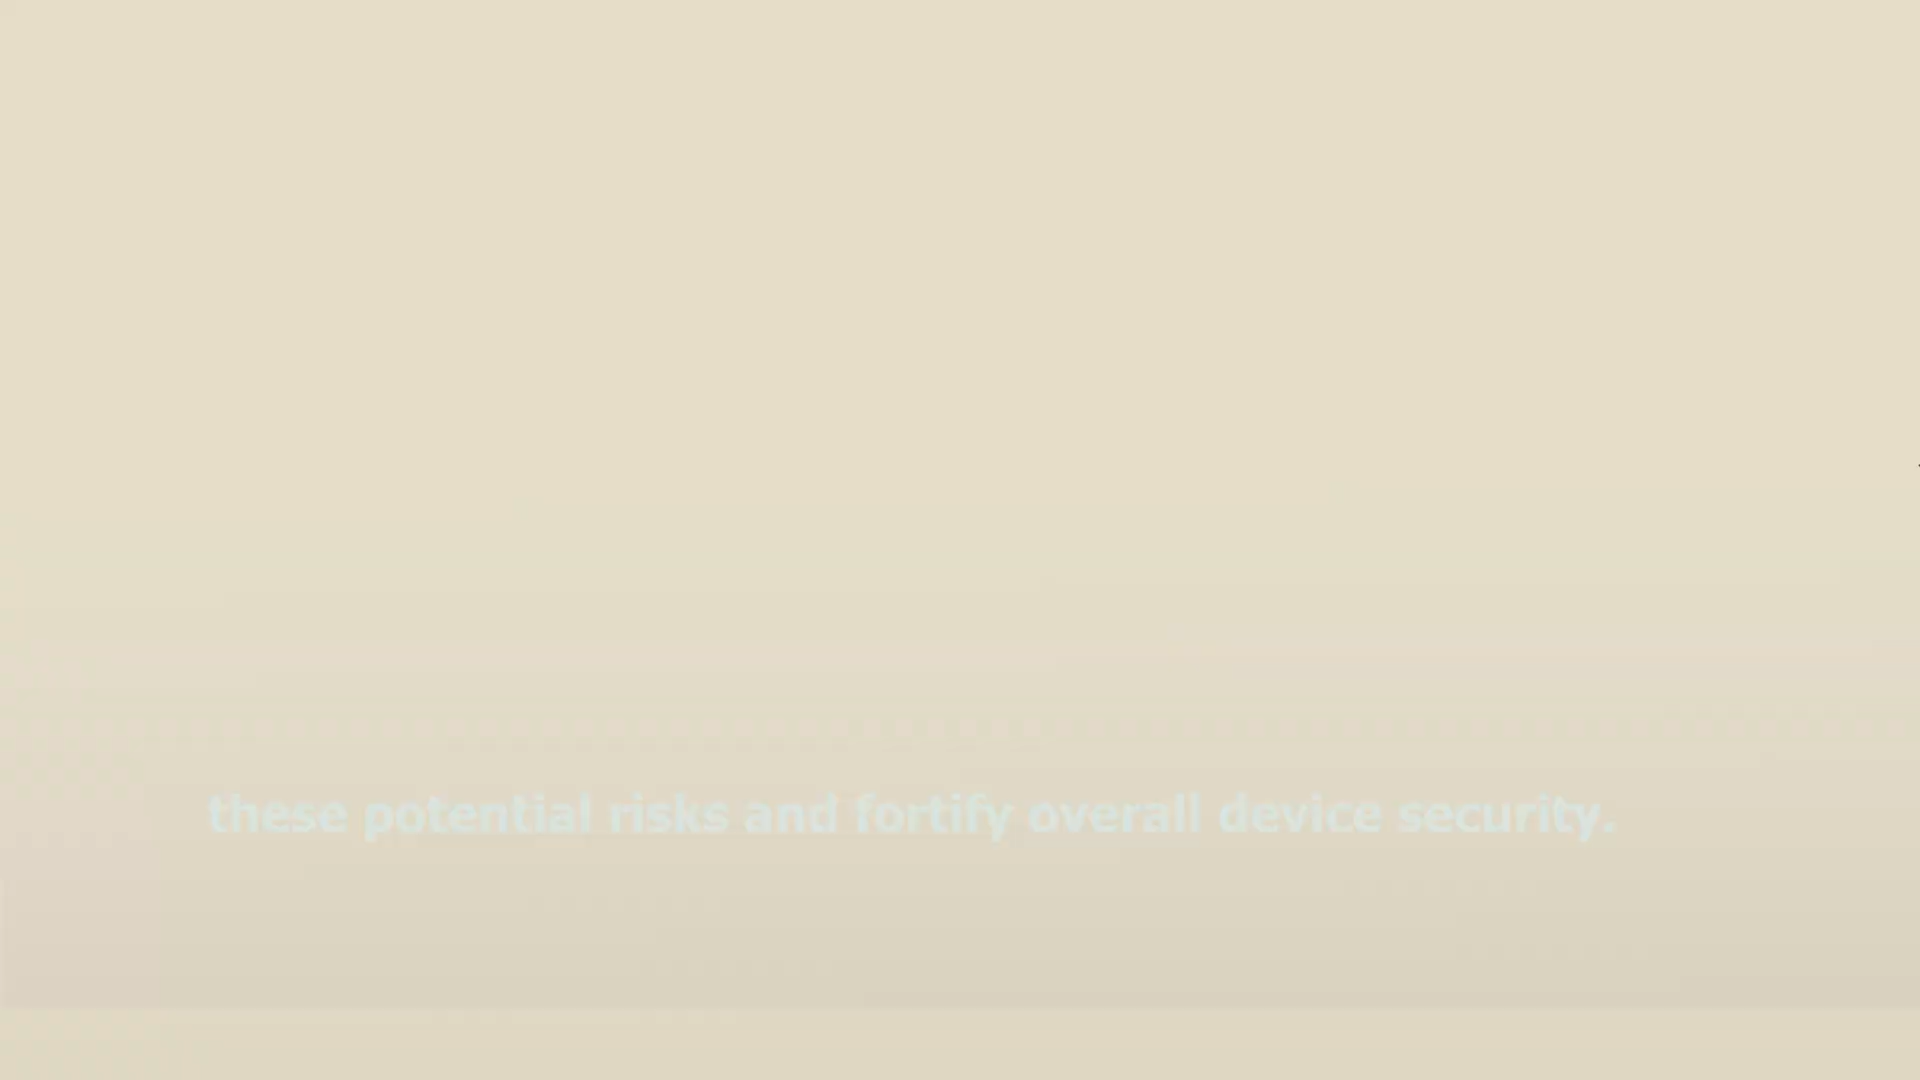 these potential risks and fortify overall device security.